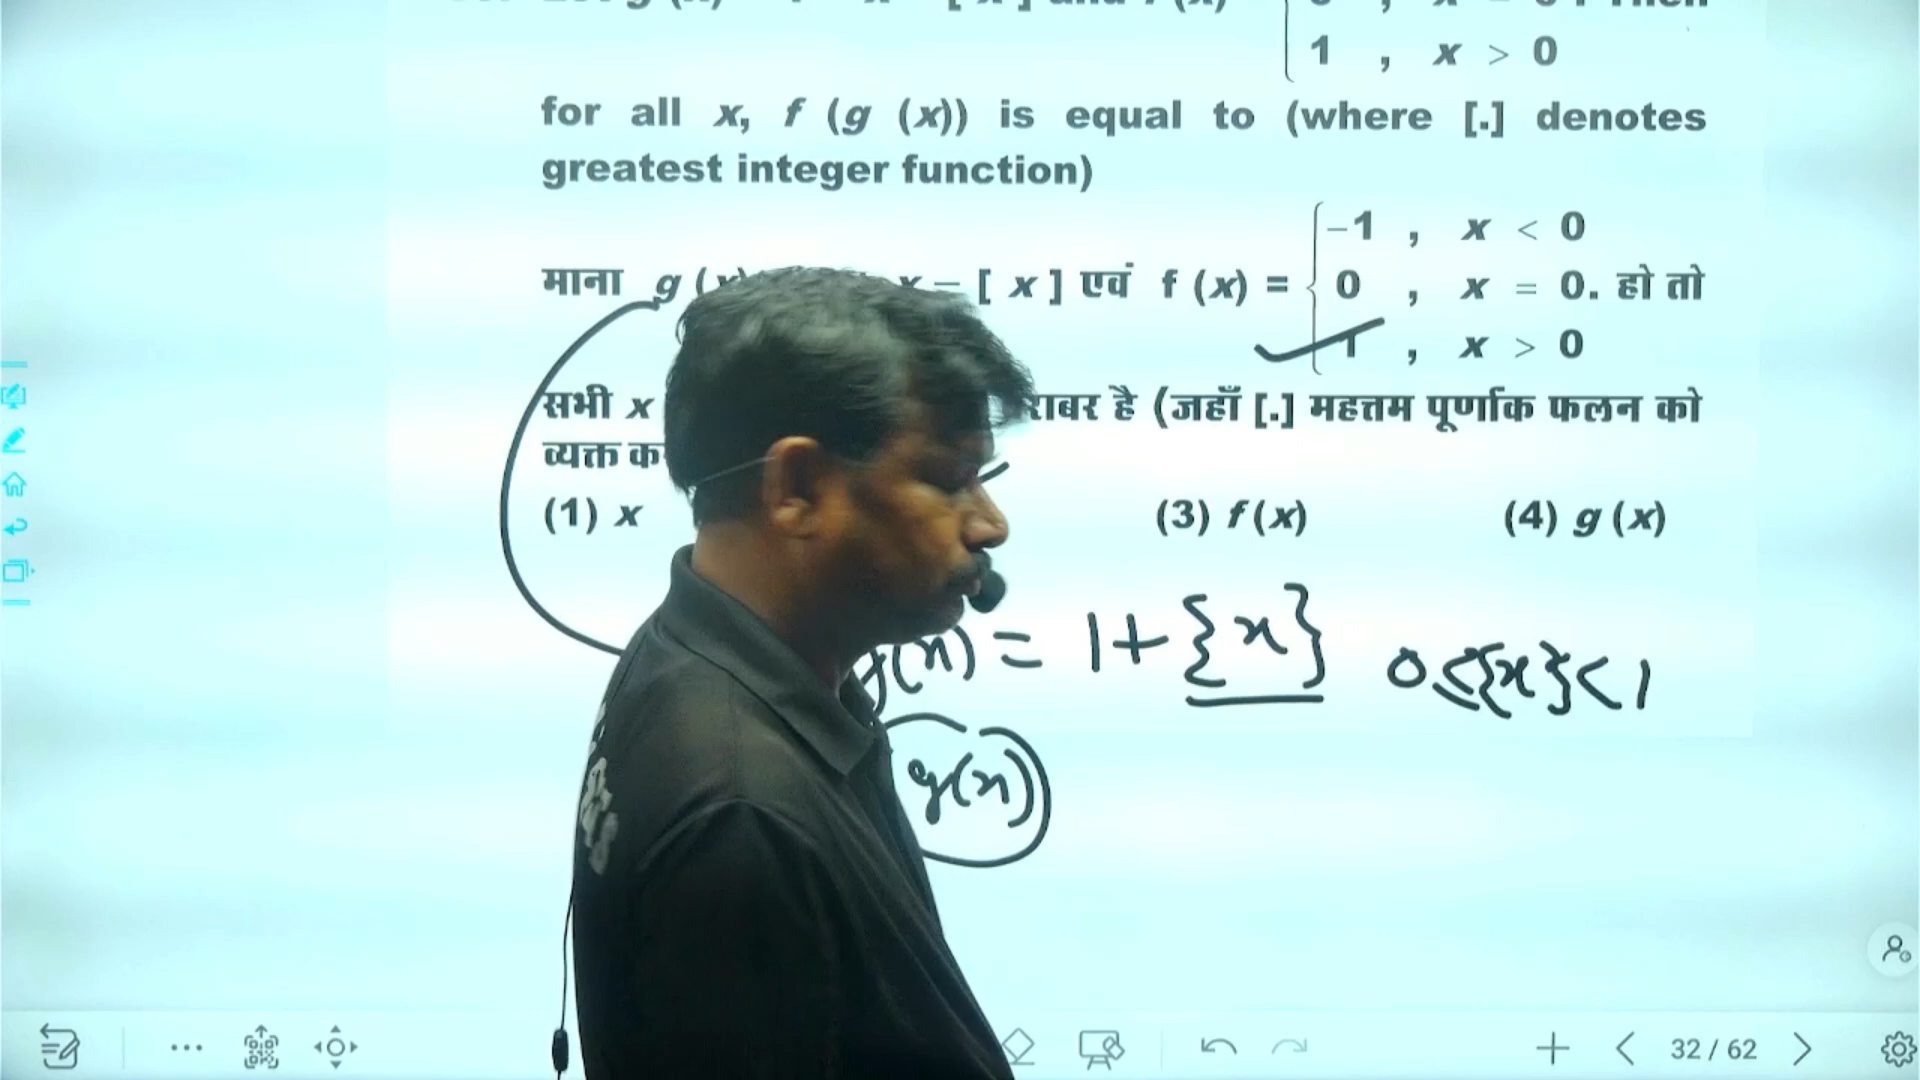 1 , x > 0
for all x, f (g (x)) is equal to (where [.] denotes
greatest integer function)
माना g (x) x – [ x ] एवं f (x) = { –1 , x < 0
0 , x = 0. हो तो
1 , x > 0
सभी x राबर है (जहाँ [.] महत्तम पूर्णांक फलन को
व्यक्त क
(1) x (3) f (x) (4) g (x)
(x) = 1 + {x} 0 ≤ {x} < 1
g(x)
32 / 62